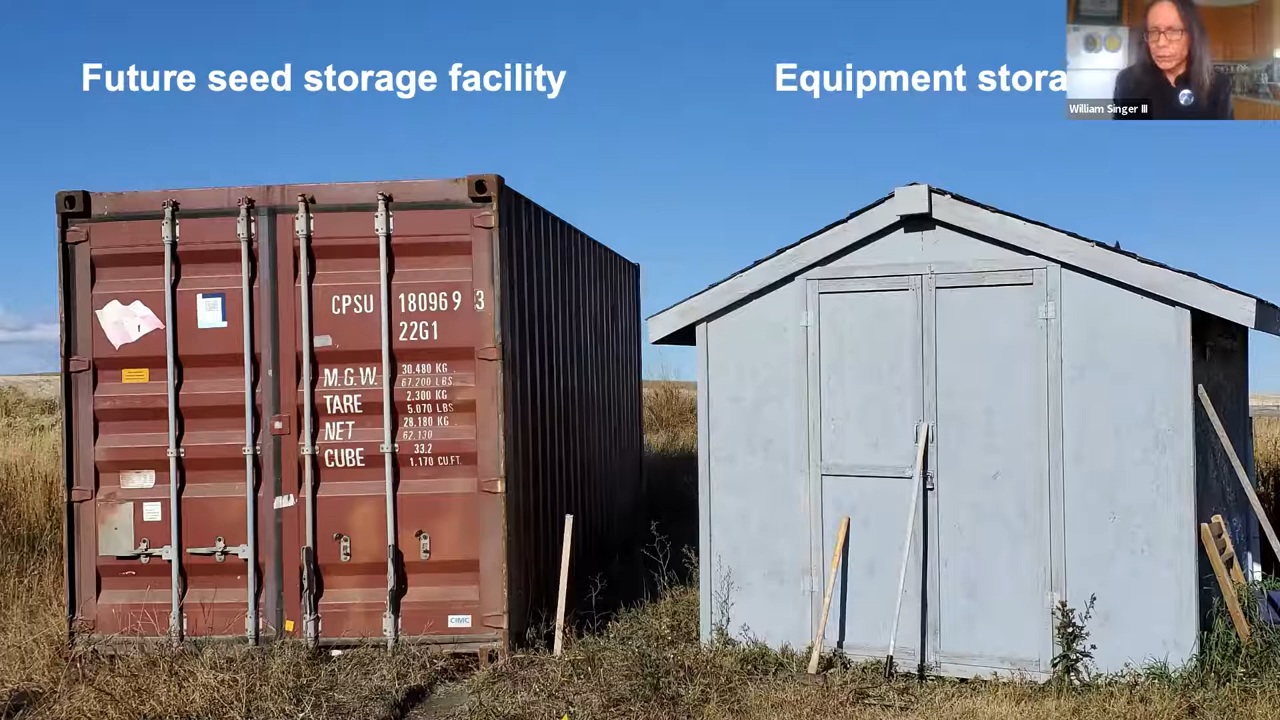 Future seed storage facility
Equipment stora
William Singer III
CPSU 180969 3
22G1
M.G.W. 30.480 KG.
67.200 LBS
TARE 2.300 KG.
5.070 LBS
NET 28.180 KG.
62.130
CUBE 33.2
1.170 CU.FT.
CIMC